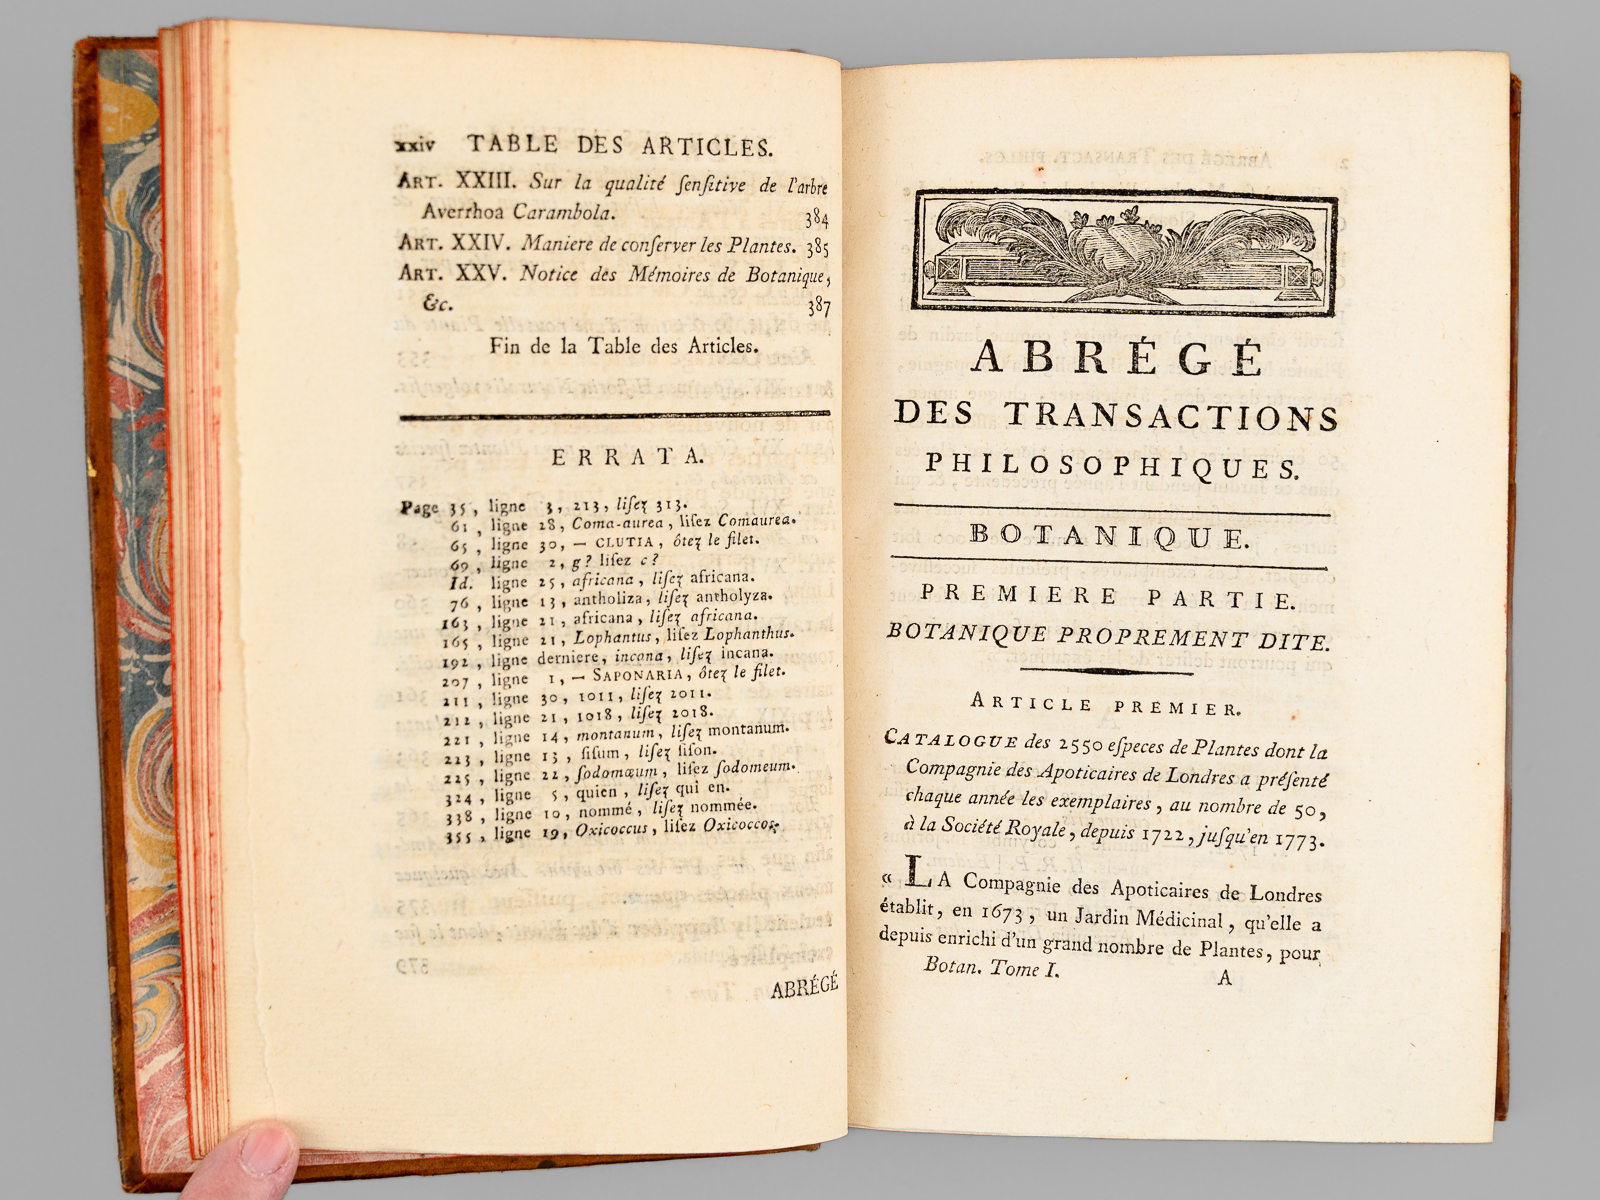 xxiv TABLE DES ARTICLES.
ART. XXIII. Sur la qualité ſenſitive de l'arbre
Averrhoa Carambola. 384
ART. XXIV. Maniere de conſerver les Plantes. 385
ART. XXV. Notice des Mémoires de Botanique,
&c. 387
Fin de la Table des Articles.
ERRATA.
Page 35, ligne 3, 213, liſez 313.
61, ligne 28, Coma-aurea, liſez Comaurea.
65, ligne 30, — CLUTIA, ôtez le filet.
69, ligne 2, g? liſez c?
Id. ligne 25, africana, liſez africana.
76, ligne 13, antholiza, liſez antholyza.
163, ligne 21, africana, liſez africana.
165, ligne 21, Lophantus, liſez Lophanthus.
192, ligne derniere, incana, liſez incana.
207, ligne 1, — SAPONARIA, ôtez le filet.
211, ligne 30, 1011, liſez 2011.
212, ligne 21, 1018, liſez 2018.
221, ligne 14, montanum, liſez montanum.
223, ligne 13, ſiſum, liſez ſiſon.
225, ligne 22, ſodomœum, liſez ſodomeum.
324, ligne 5, quien, liſez qui en.
338, ligne 10, nommé, liſez nommée.
355, ligne 19, Oxicoccus, liſez Oxicoccos.
ABRÉGÉ
ABRÉGÉ
DES TRANSACTIONS
PHILOSOPHIQUES.
BOTANIQUE.
PREMIERE PARTIE.
BOTANIQUE PROPREMENT DITE.
ARTICLE PREMIER.
CATALOGUE des 2550 eſpeces de Plantes dont la
Compagnie des Apoticaires de Londres a préſenté
chaque année les exemplaires, au nombre de 50,
à la Société Royale, depuis 1722, juſqu'en 1773.
« LA Compagnie des Apoticaires de Londres
établit, en 1673, un Jardin Médicinal, qu'elle a
depuis enrichi d'un grand nombre de Plantes, pour
Botan. Tome I. A